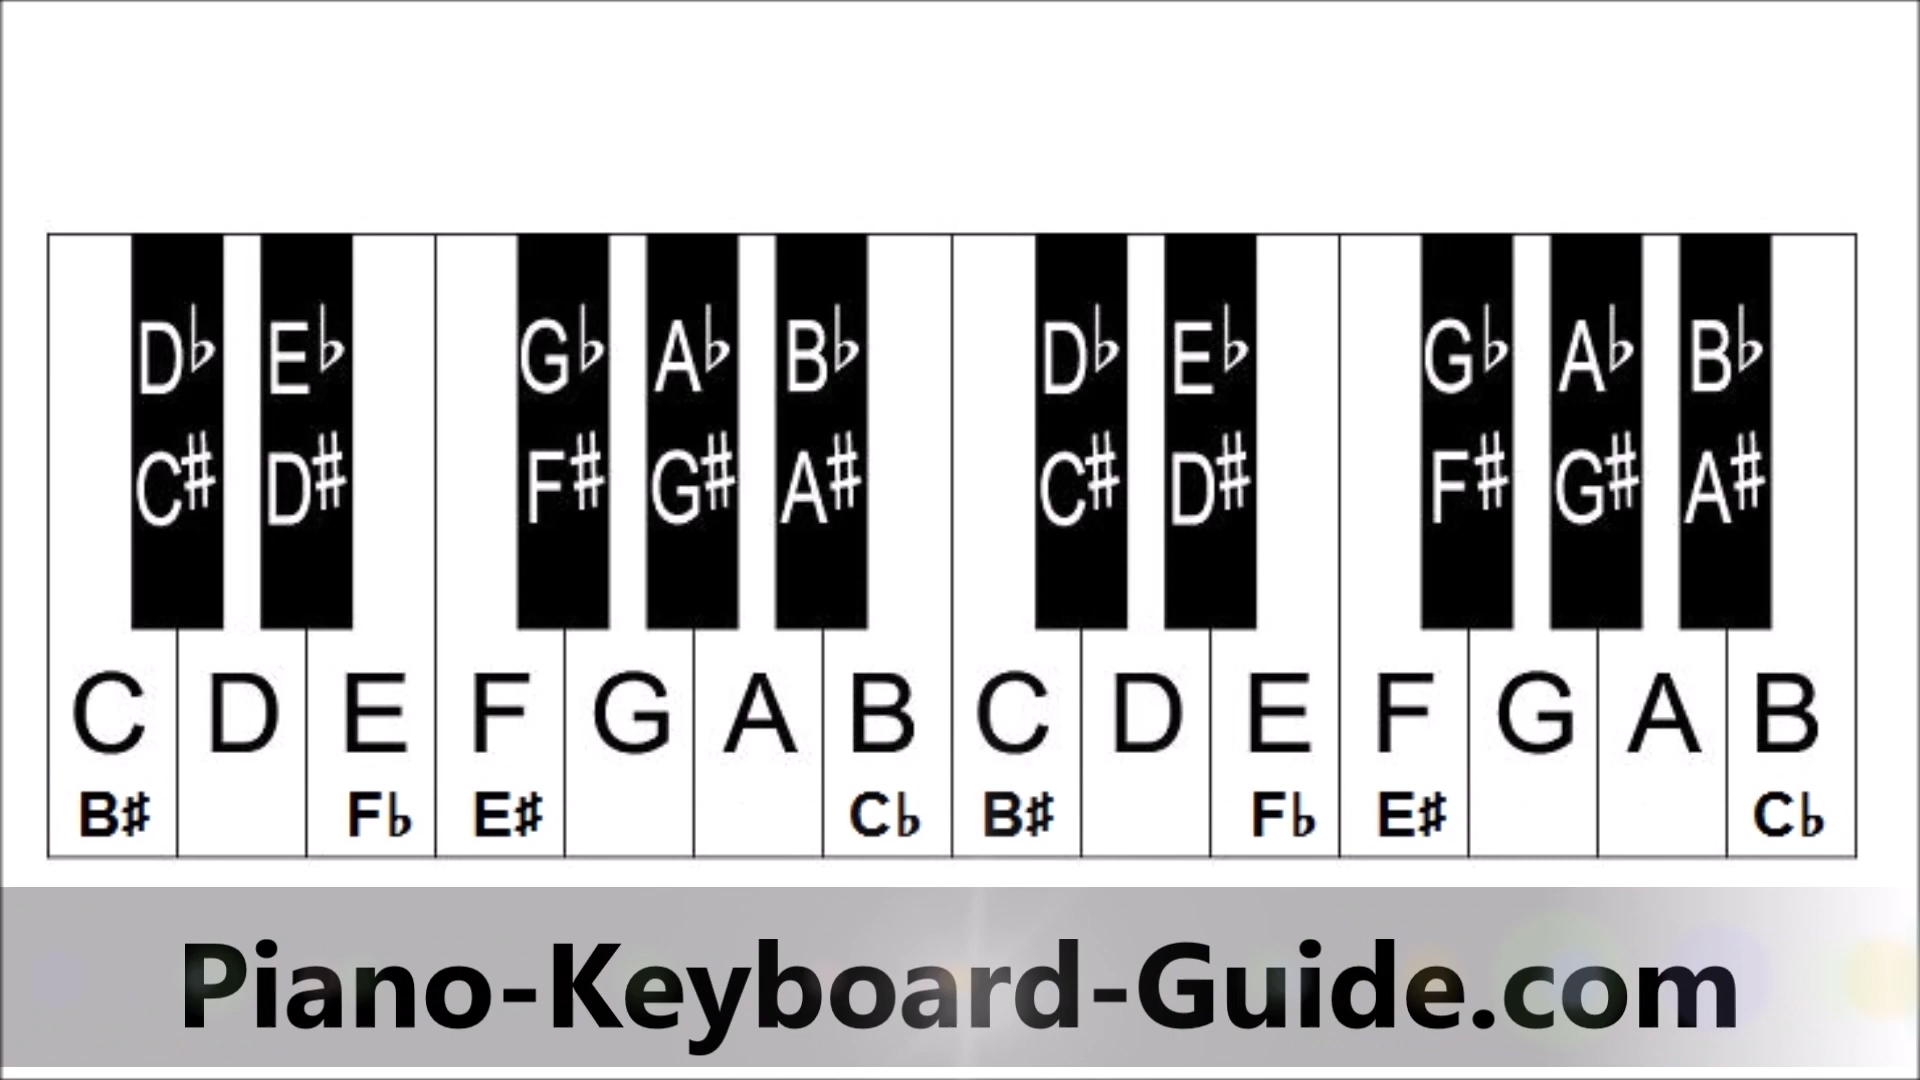 D♭ E♭ G♭ A♭ B♭ D♭ E♭ G♭ A♭ B♭
C♯ D♯ F♯ G♯ A♯ C♯ D♯ F♯ G♯ A♯
C D E F G A B C D E F G A B
B♯ F♭ E♯ C♭ B♯ F♭ E♯ C♭
Piano-Keyboard-Guide.com